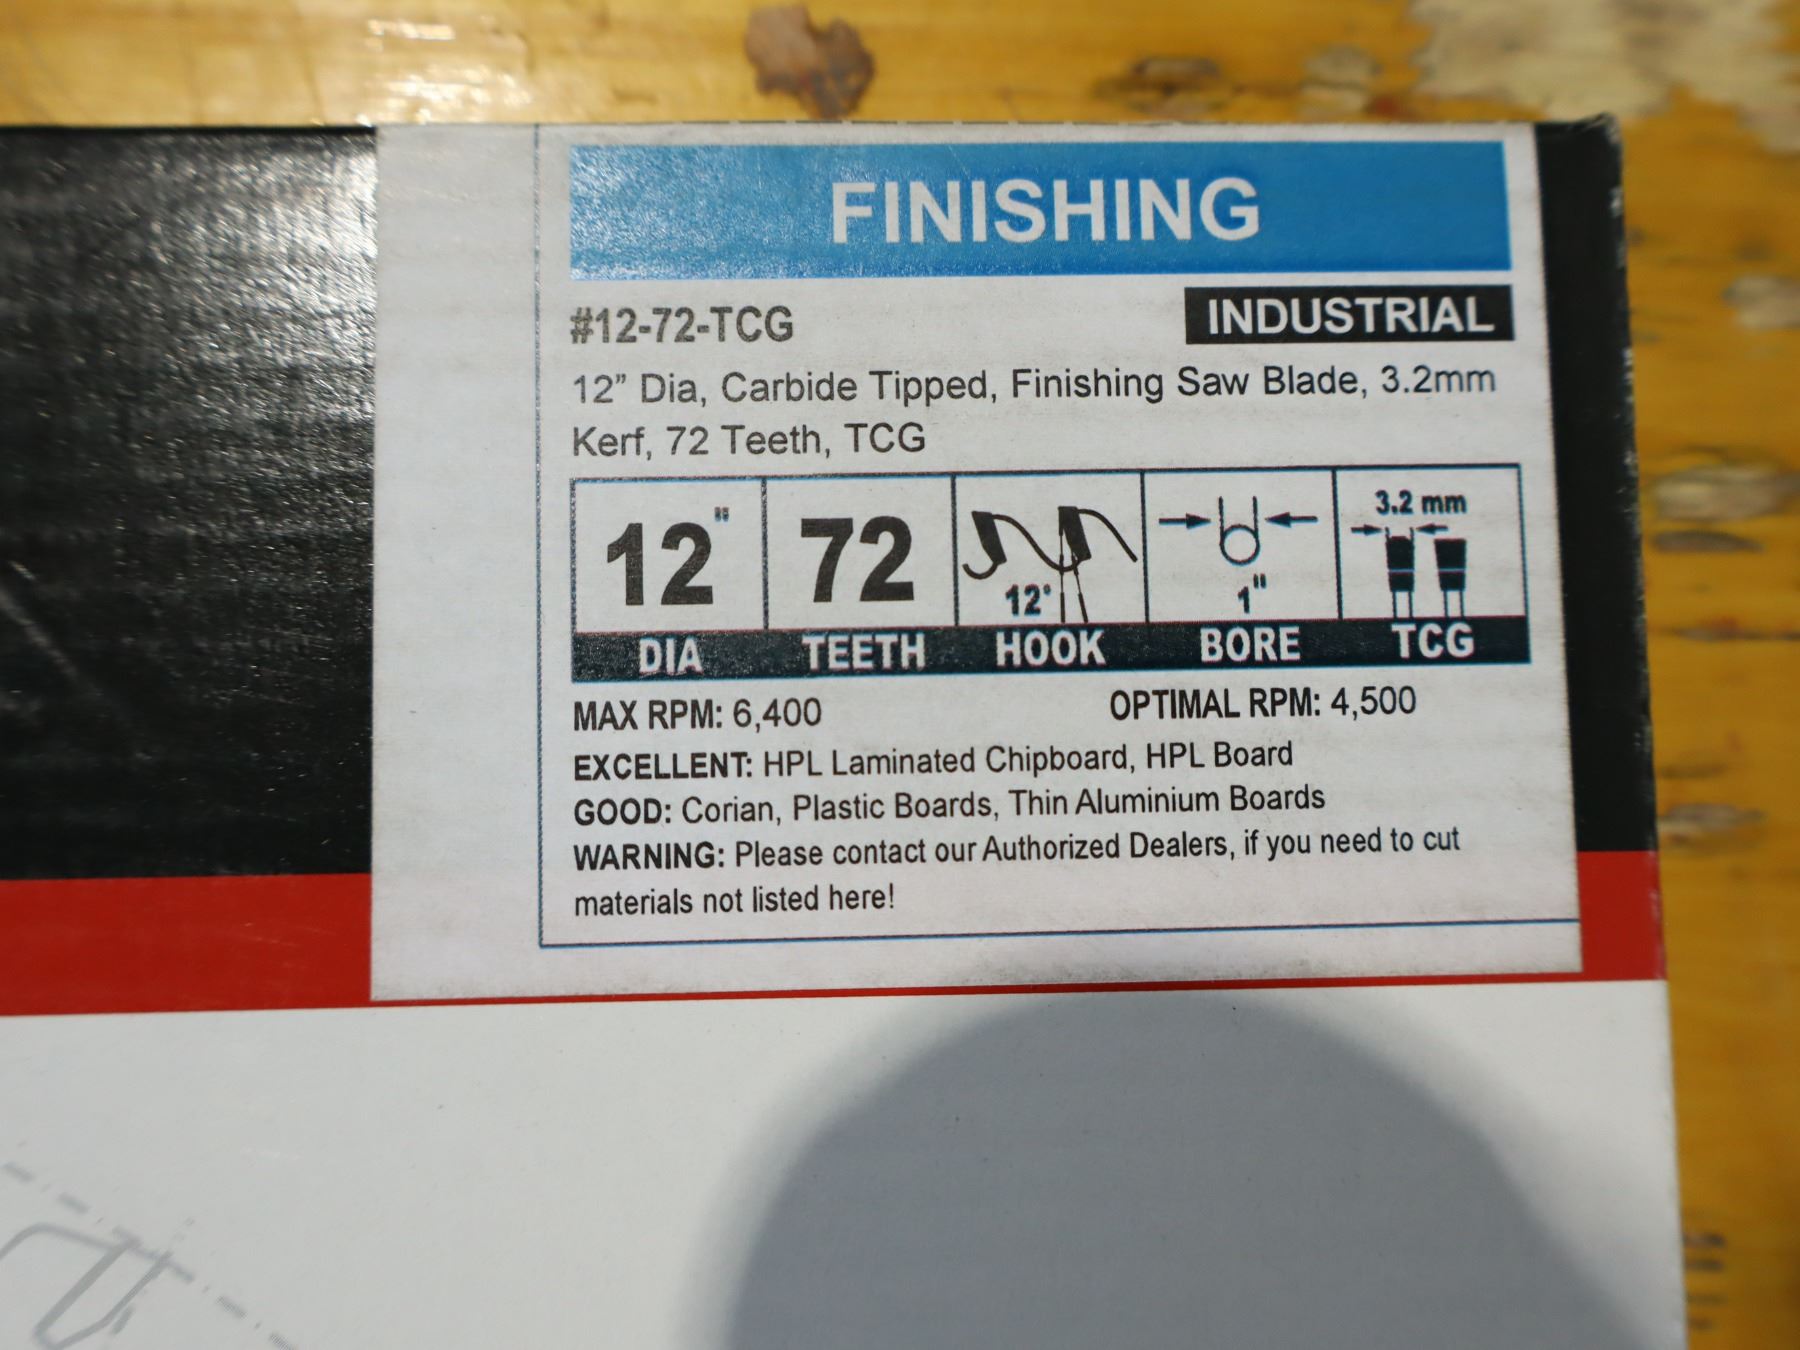 FINISHING
#12-72-TCG
INDUSTRIAL
12” Dia, Carbide Tipped, Finishing Saw Blade, 3.2mm
Kerf, 72 Teeth, TCG
12" 72 12° 1" 3.2 mm
DIA TEETH HOOK BORE TCG
MAX RPM: 6,400 OPTIMAL RPM: 4,500
EXCELLENT: HPL Laminated Chipboard, HPL Board
GOOD: Corian, Plastic Boards, Thin Aluminium Boards
WARNING: Please contact our Authorized Dealers, if you need to cut
materials not listed here!